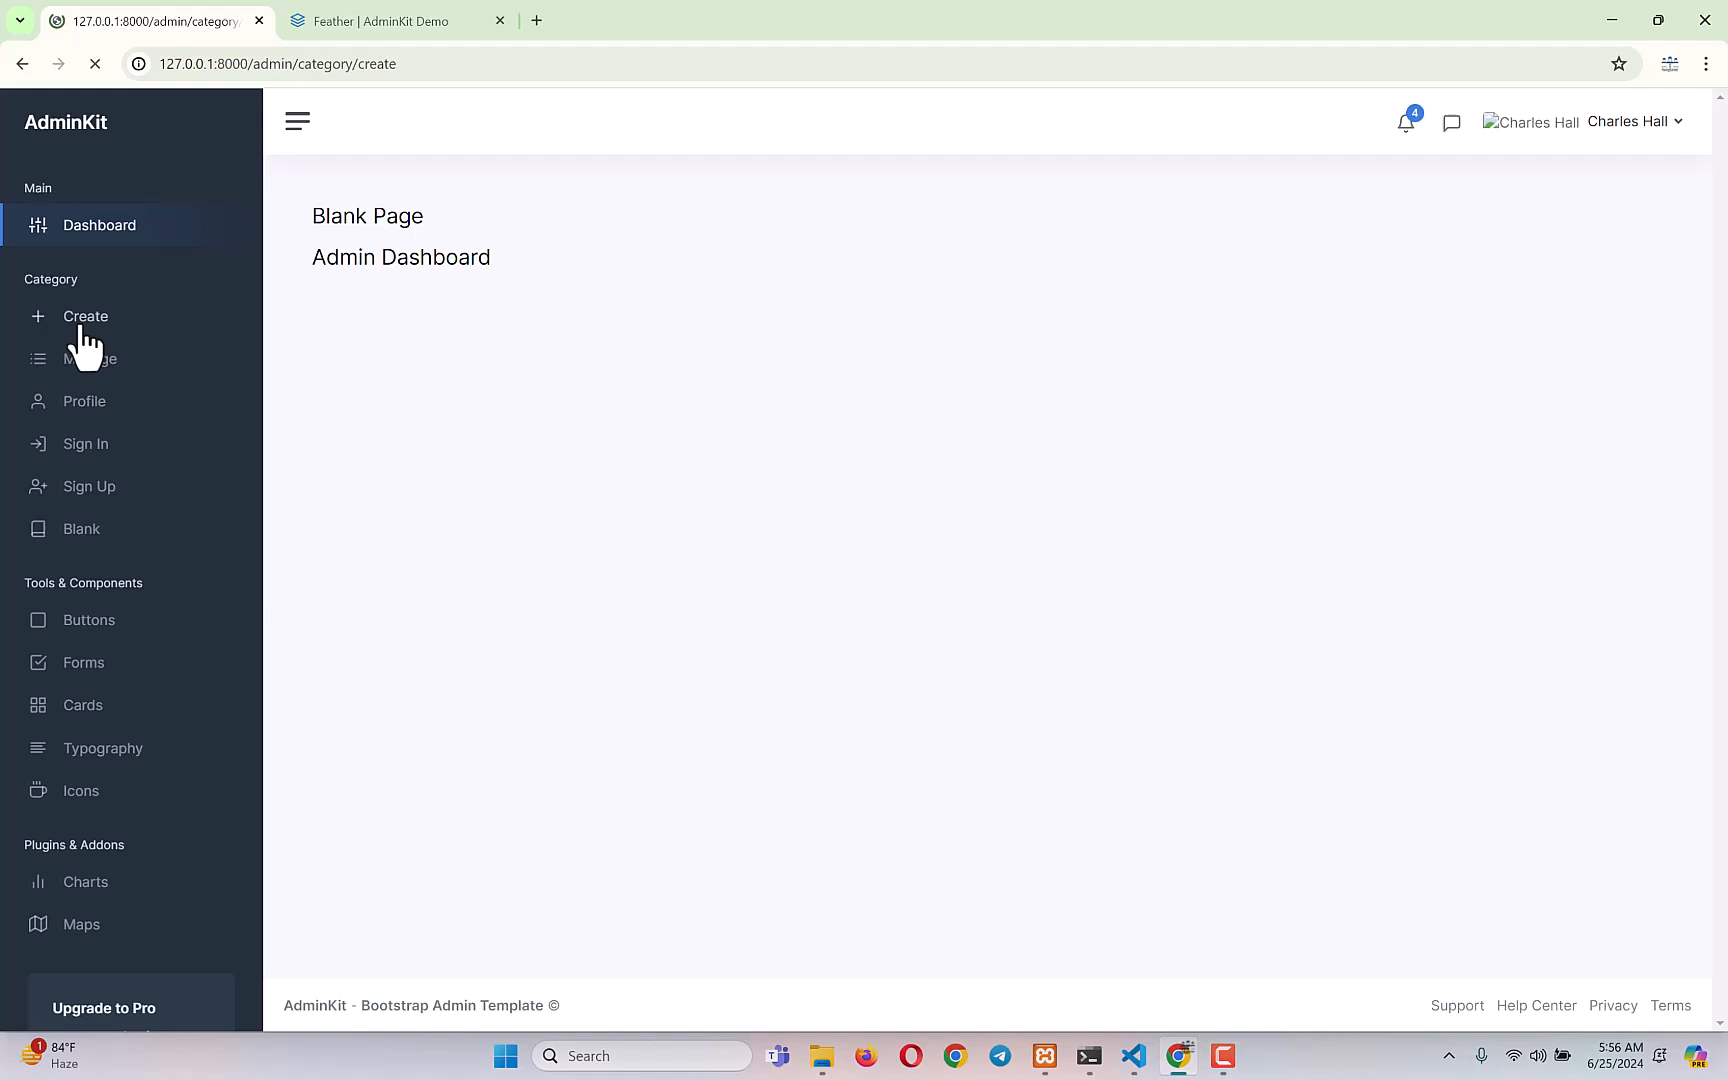 127.0.0.1:8000/admin/category
Feather | AdminKit Demo
127.0.0.1:8000/admin/category/create
AdminKit
4
Charles Hall
Charles Hall
Main
Dashboard
Blank Page
Admin Dashboard
Category
Create
Profile
Sign In
Sign Up
Blank
Tools & Components
Buttons
Forms
Cards
Typography
Icons
Plugins & Addons
Charts
Maps
Upgrade to Pro
AdminKit - Bootstrap Admin Template ©
Support
Help Center
Privacy
Terms
1
84°F
Haze
Search
5:56 AM
6/25/2024
PRE